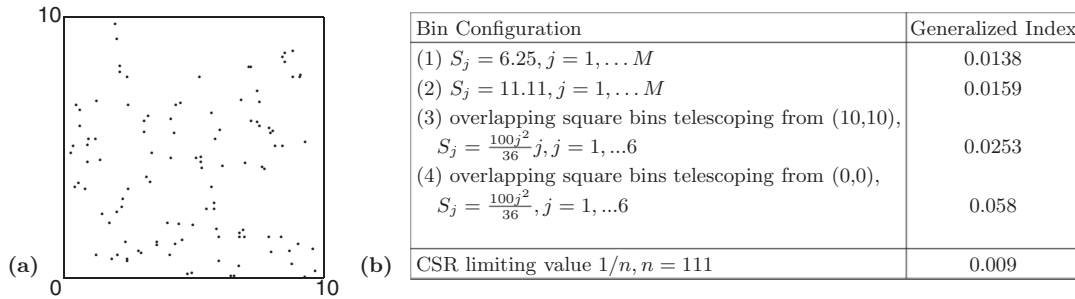 10
0
10
(a)
(b)
Bin Configuration Generalized Index
(1) S_j = 6.25, j = 1, . . . M 0.0138
(2) S_j = 11.11, j = 1, . . . M 0.0159
(3) overlapping square bins telescoping from (10,10),
S_j = \frac{100j^2}{36} j, j = 1, ...6 0.0253
(4) overlapping square bins telescoping from (0,0),
S_j = \frac{100j^2}{36}, j = 1, ...6 0.058
CSR limiting value 1/n, n = 111 0.009